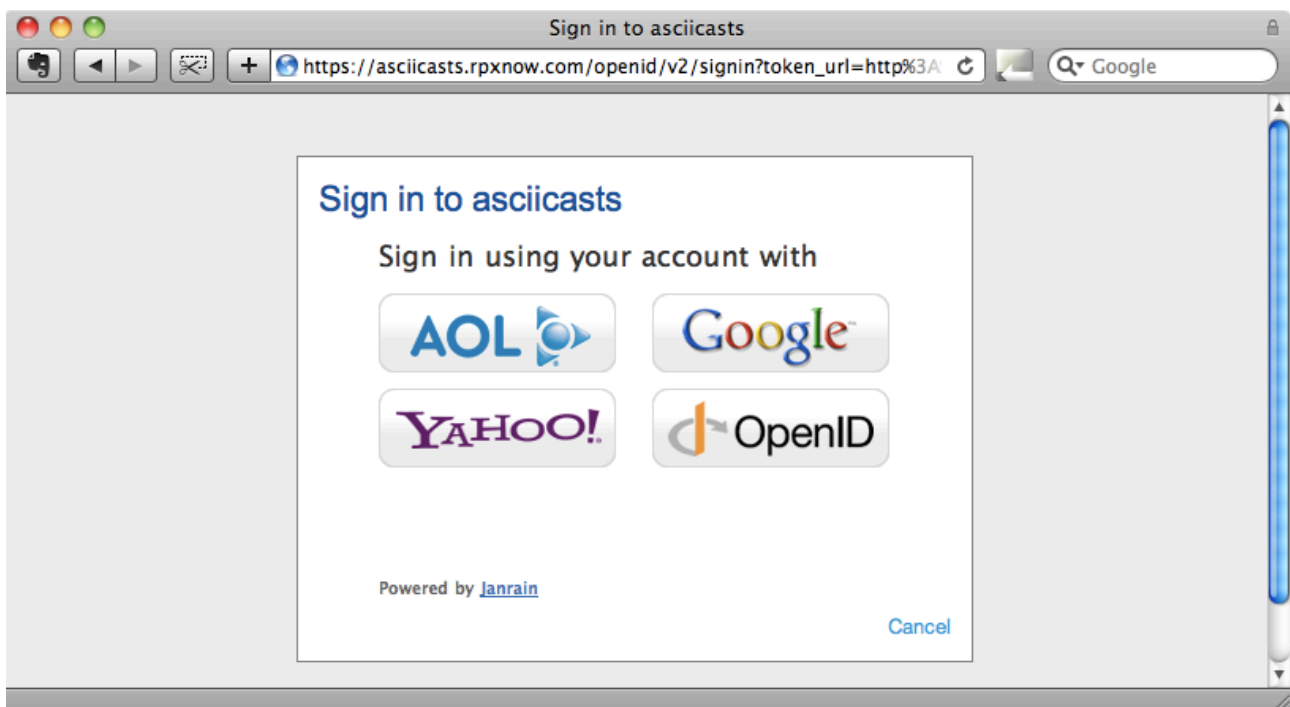 Sign in to asciicasts
https://asciicasts.rpxnow.com/openid/v2/signin?token_url=http%3A
Google
Sign in to asciicasts
Sign in using your account with
AOL Google™
YAHOO!® OpenID
Powered by Janrain
Cancel